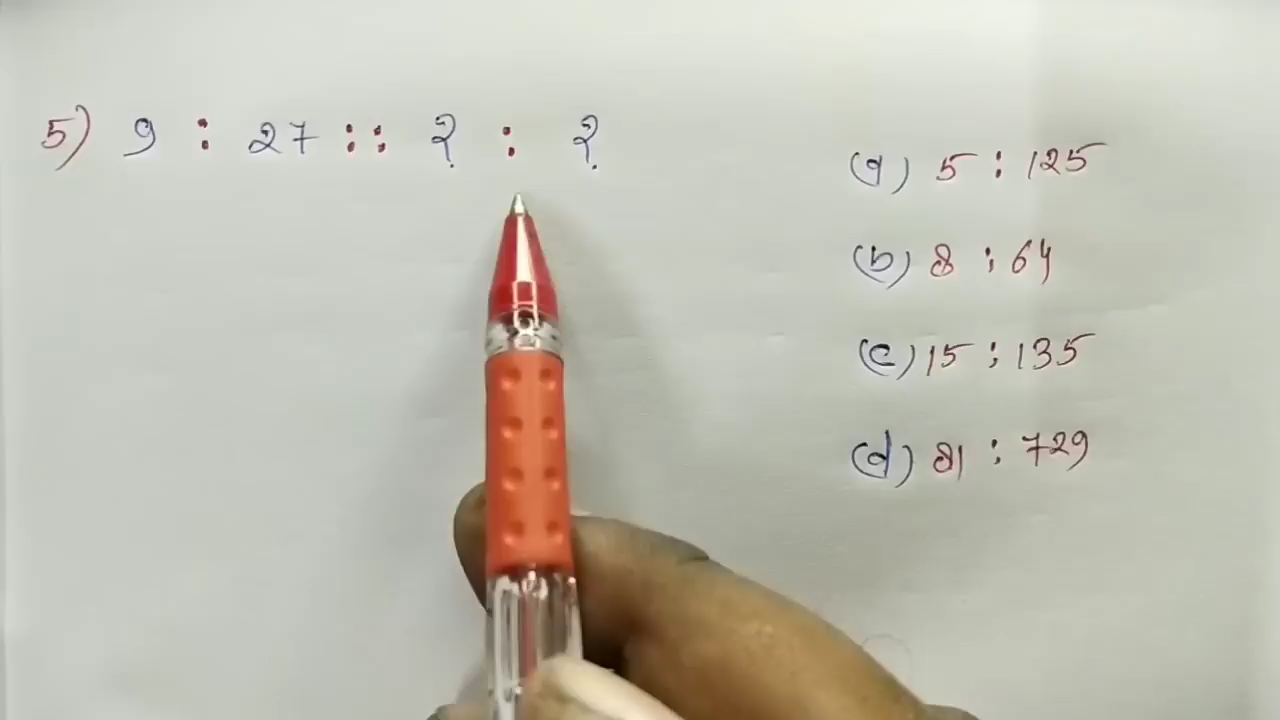 5) 9 : 27 :: ? : ?
(a) 5 : 125
(b) 8 : 64
(c) 15 : 135
(d) 81 : 729